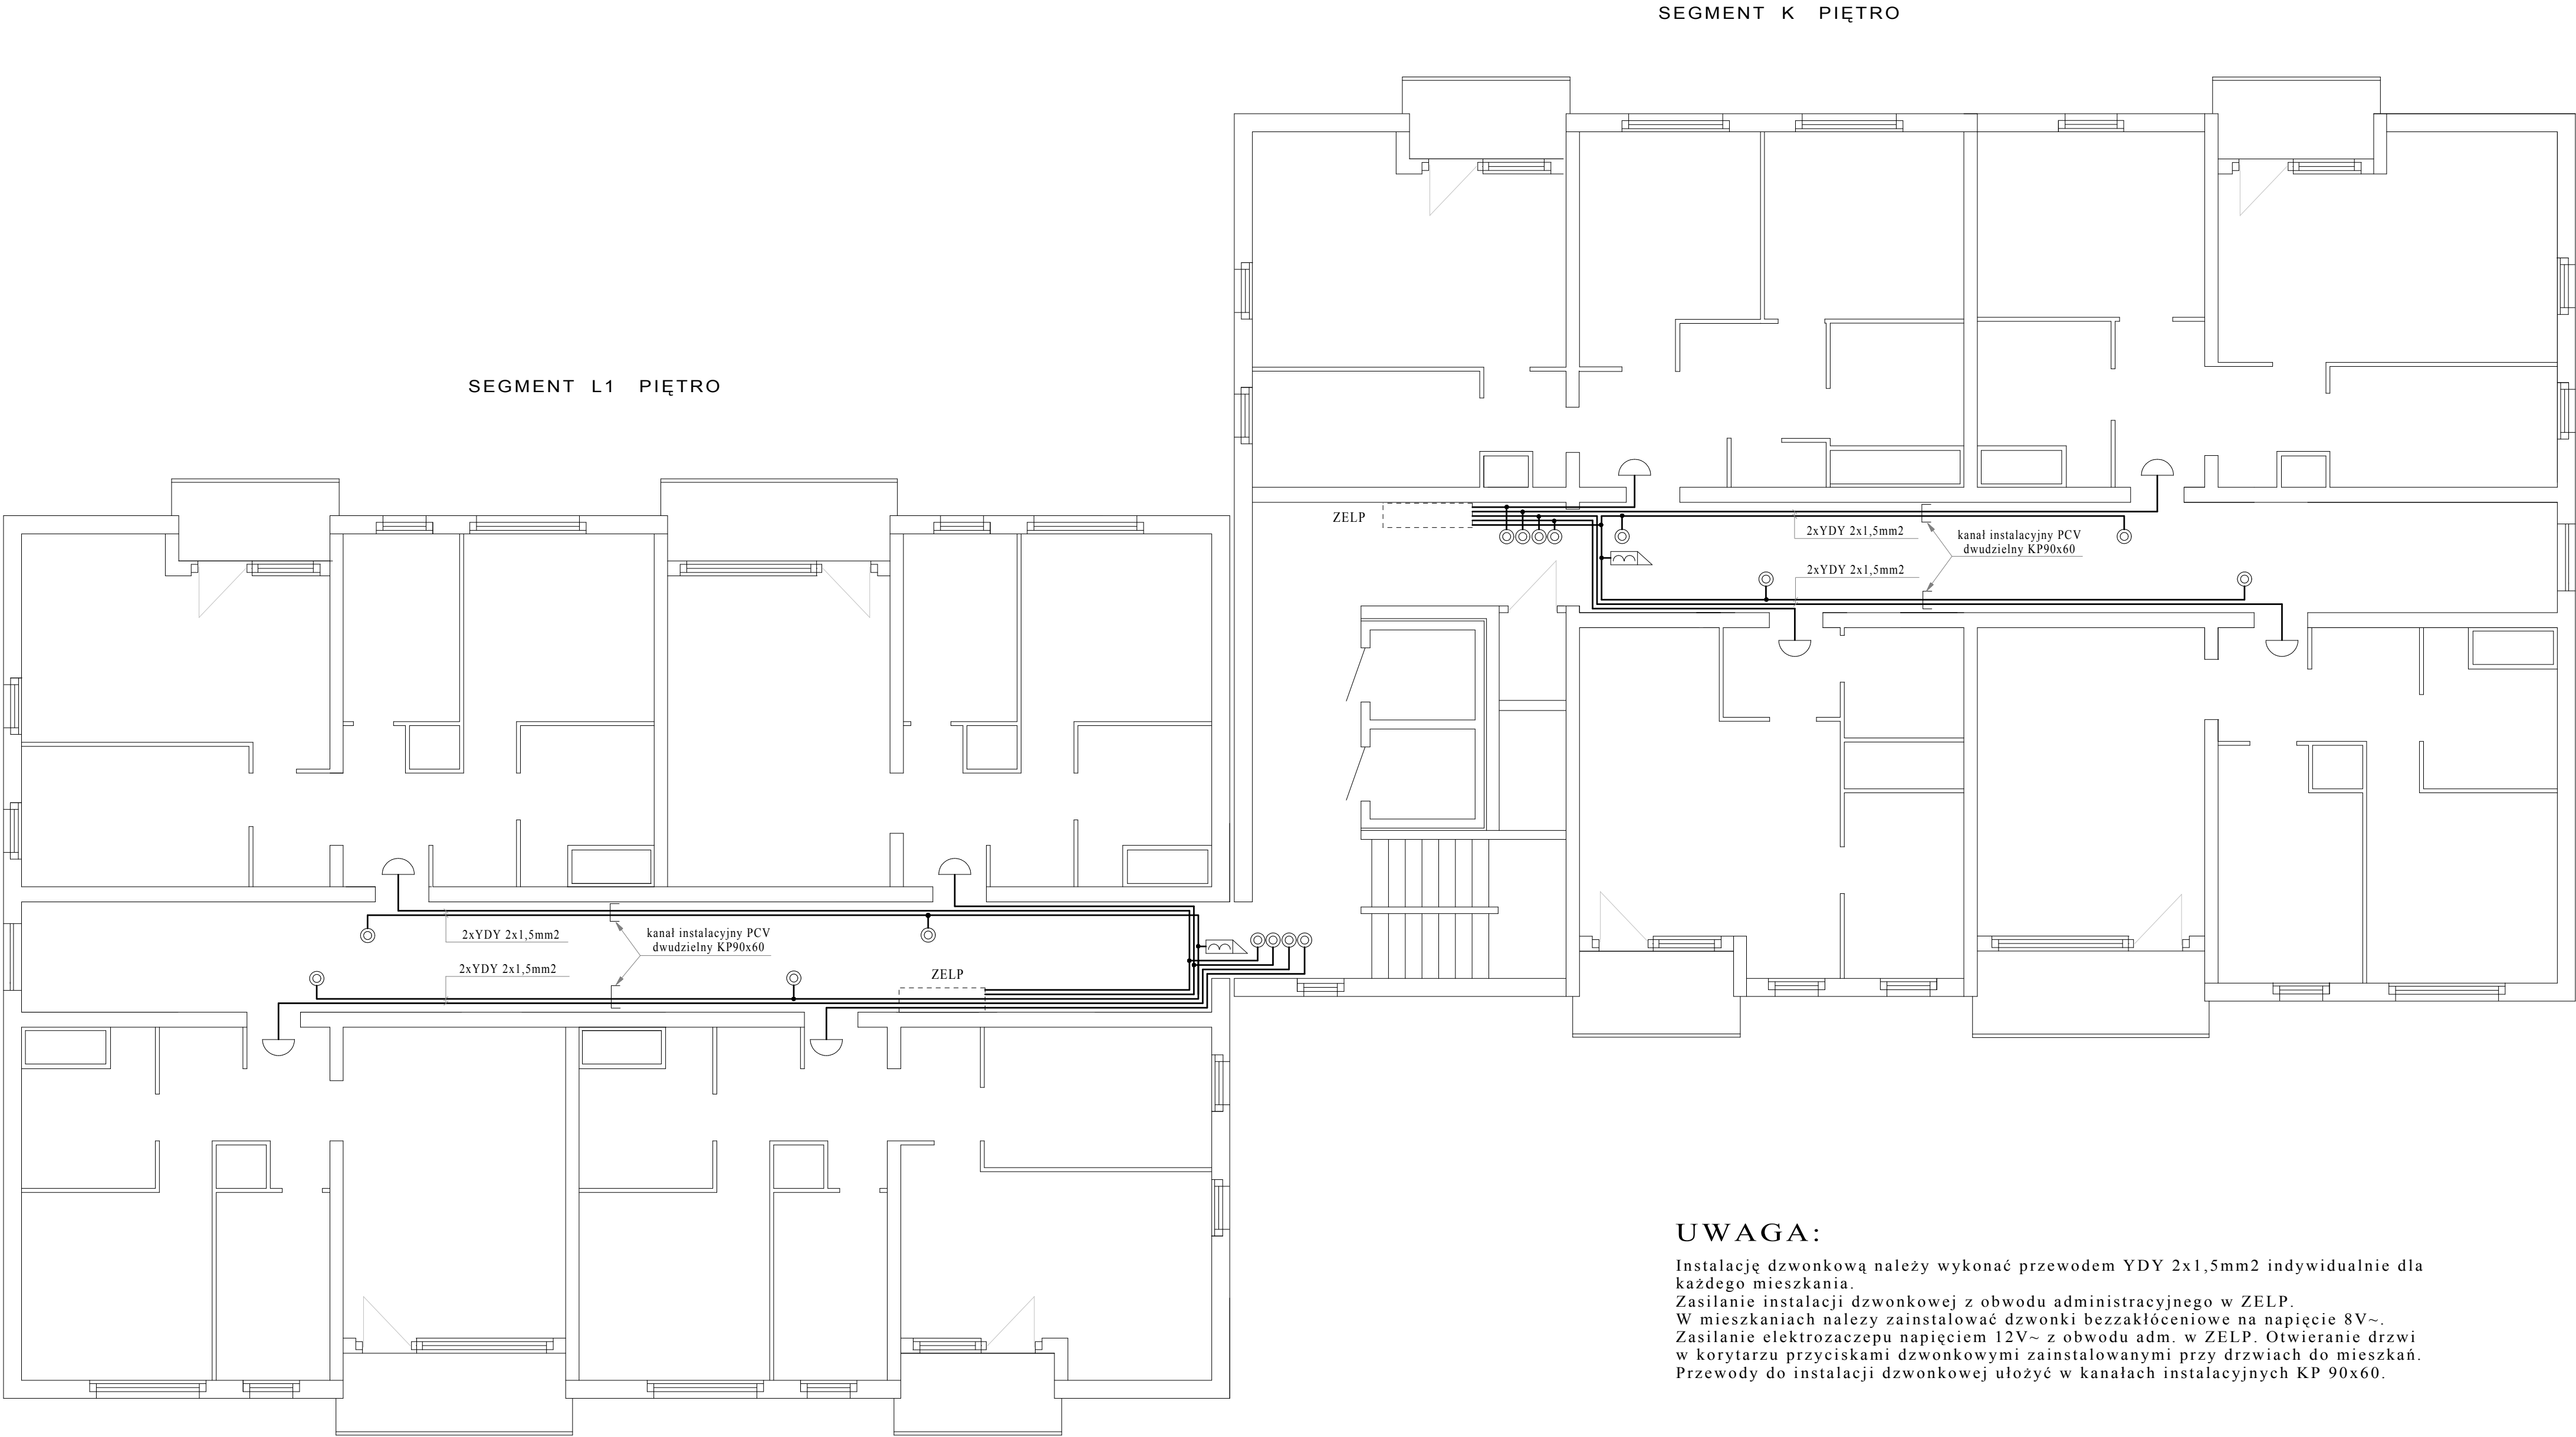 SEGMENT K PIĘTRO
SEGMENT L1 PIĘTRO
ZELP
2xYDY 2x1,5mm2
kanał instalacyjny PCV
dwudzielny KP90x60
2xYDY 2x1,5mm2
2xYDY 2x1,5mm2
kanał instalacyjny PCV
dwudzielny KP90x60
2xYDY 2x1,5mm2
ZELP
UWAGA:
Instalację dzwonkową należy wykonać przewodem YDY 2x1,5mm2 indywidualnie dla
każdego mieszkania.
Zasilanie instalacji dzwonkowej z obwodu administracyjnego w ZELP.
W mieszkaniach nalezy zainstalować dzwonki bezzakłóceniowe na napięcie 8V~.
Zasilanie elektrozaczepu napięciem 12V~ z obwodu adm. w ZELP. Otwieranie drzwi
w korytarzu przyciskami dzwonkowymi zainstalowanymi przy drzwiach do mieszkań.
Przewody do instalacji dzwonkowej ułożyć w kanałach instalacyjnych KP 90x60.